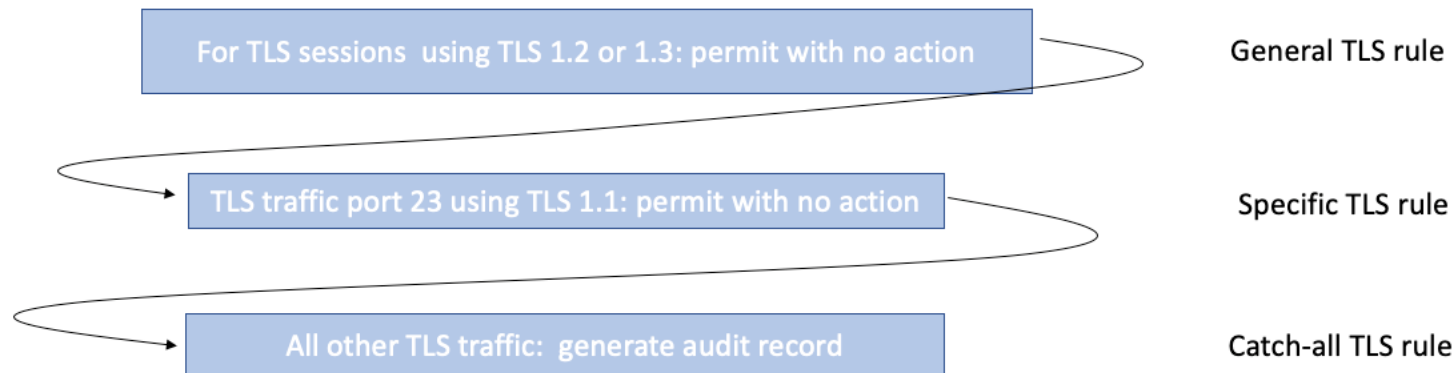 For TLS sessions  using TLS 1.2 or 1.3: permit with no action
General TLS rule
TLS traffic port 23 using TLS 1.1: permit with no action
Specific TLS rule
All other TLS traffic:  generate audit record
Catch-all TLS rule